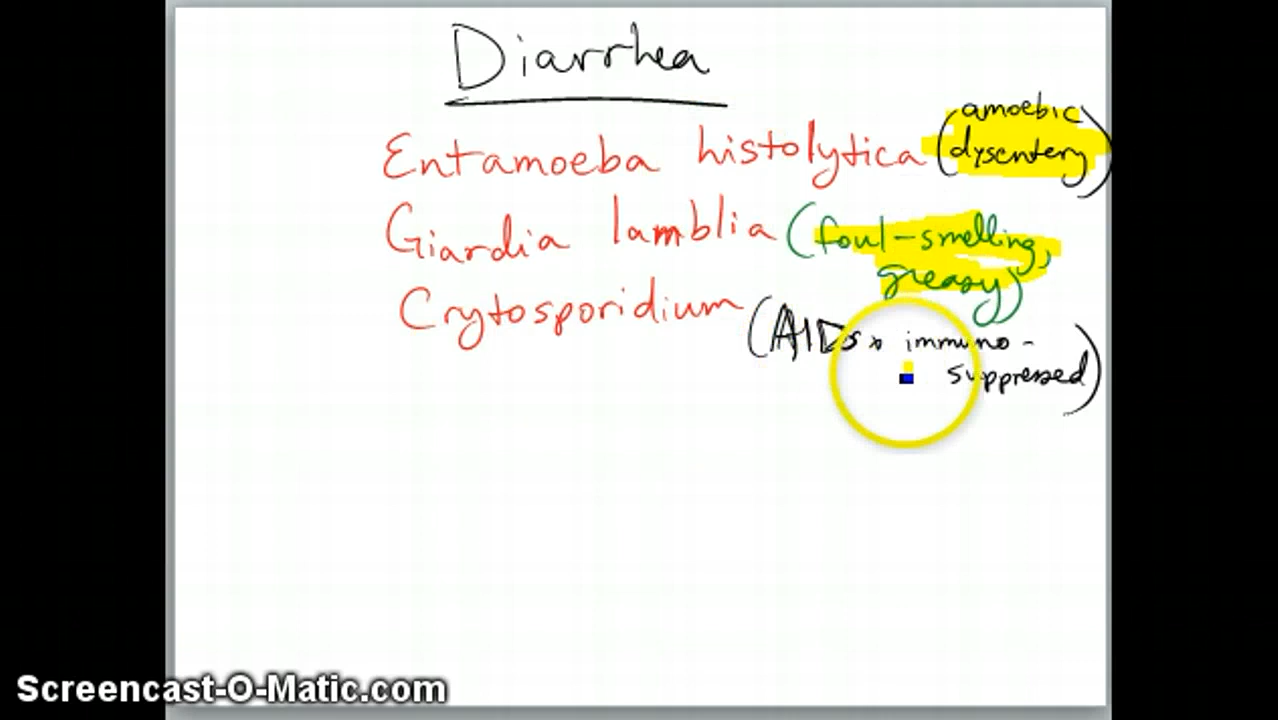 Diarrhea
Entamoeba histolytica (amoebic
dysentery)
Giardia lamblia (foul-smelling,
greasy)
Crytosporidium (AIDs, immuno-
suppressed)
Screencast-O-Matic.com